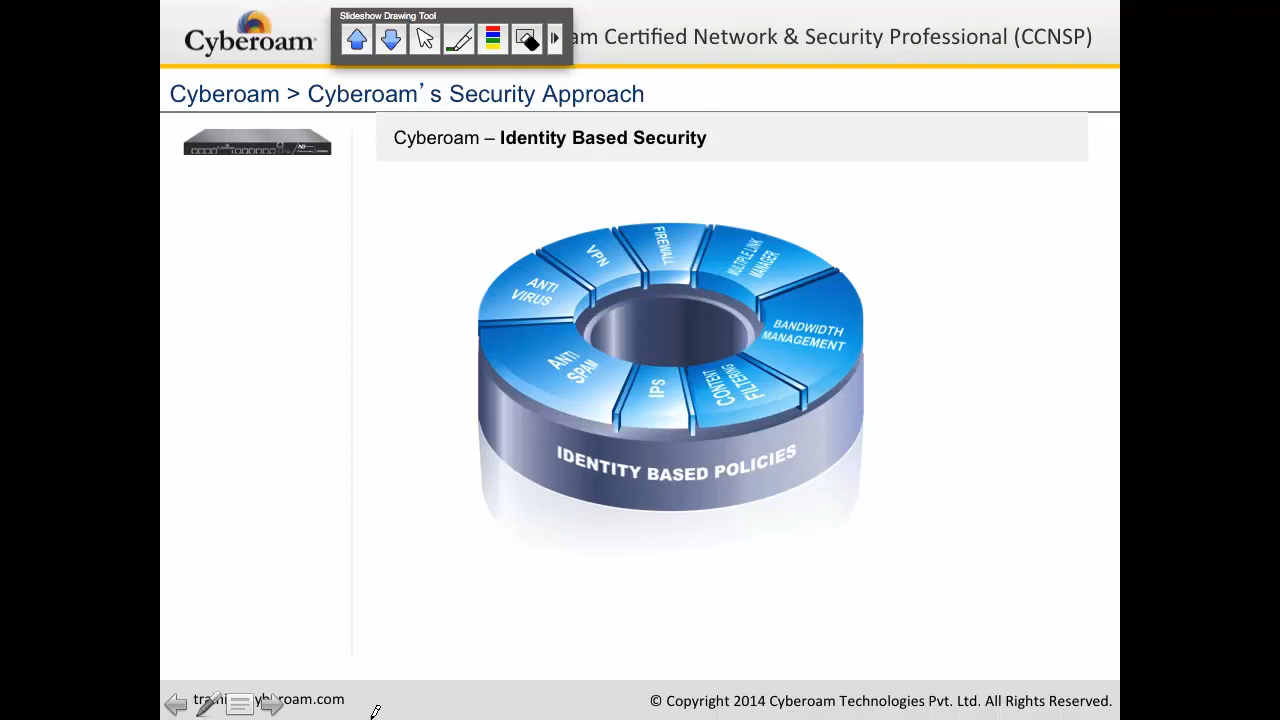 Slideshow Drawing Tool
Cyberoam
am Certified Network & Security Professional (CCNSP)
Cyberoam > Cyberoam's Security Approach
Cyberoam – Identity Based Security
FIREWALL
MULTIPLE LINK
MANAGER
VPN
ANTI
VIRUS
BANDWIDTH
MANAGEMENT
ANTI
SPAM
IPS
CONTENT
FILTERING
IDENTITY BASED POLICIES
© Copyright 2014 Cyberoam Technologies Pvt. Ltd. All Rights Reserved.